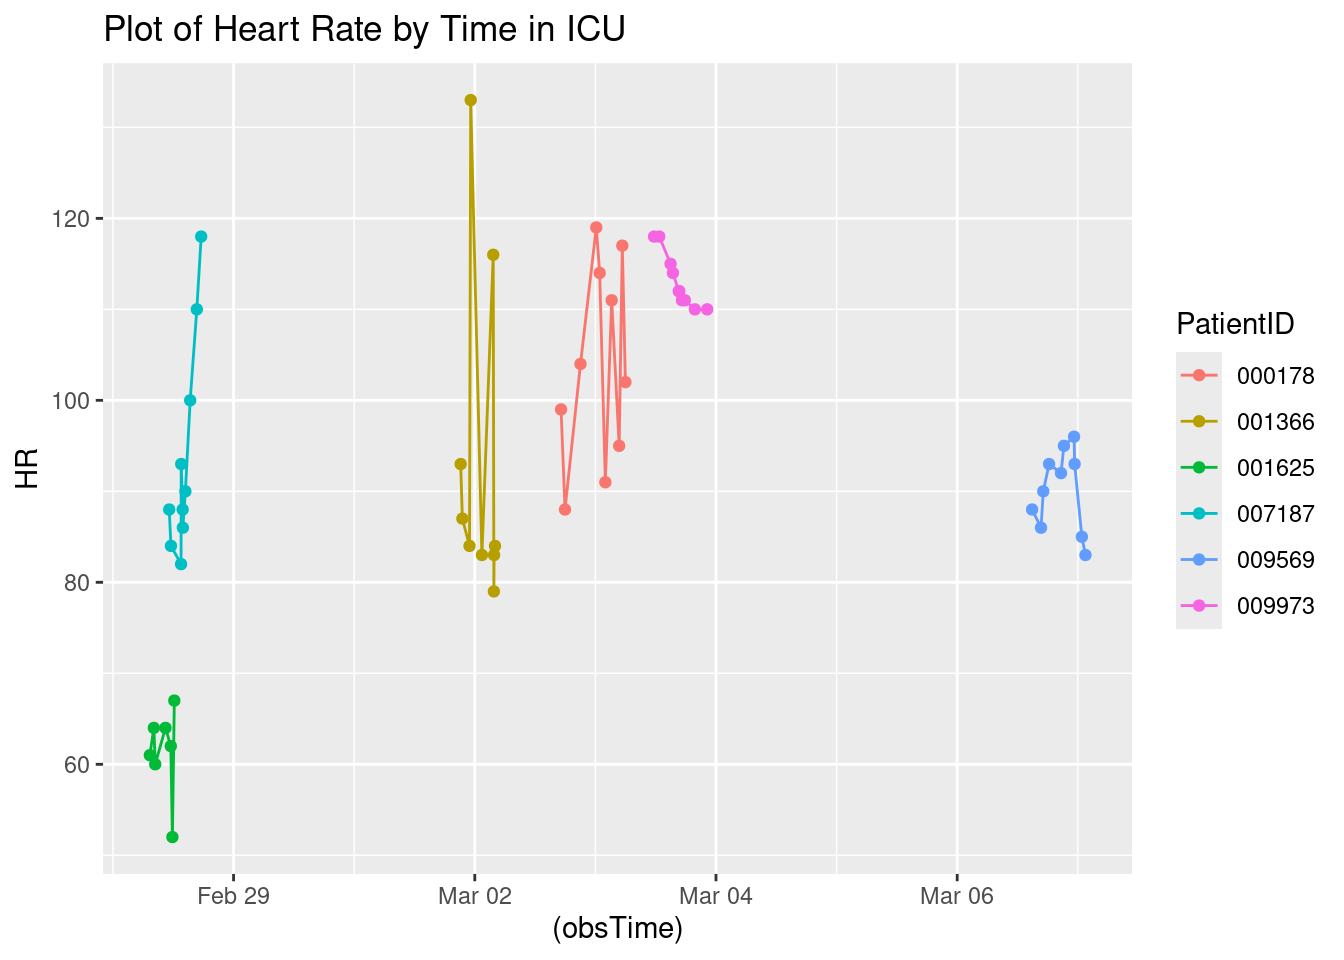 Plot of Heart Rate by Time in ICU
HR
120
100
80
60
Feb 29
Mar 02
Mar 04
Mar 06
(obsTime)
PatientID
000178
001366
001625
007187
009569
009973